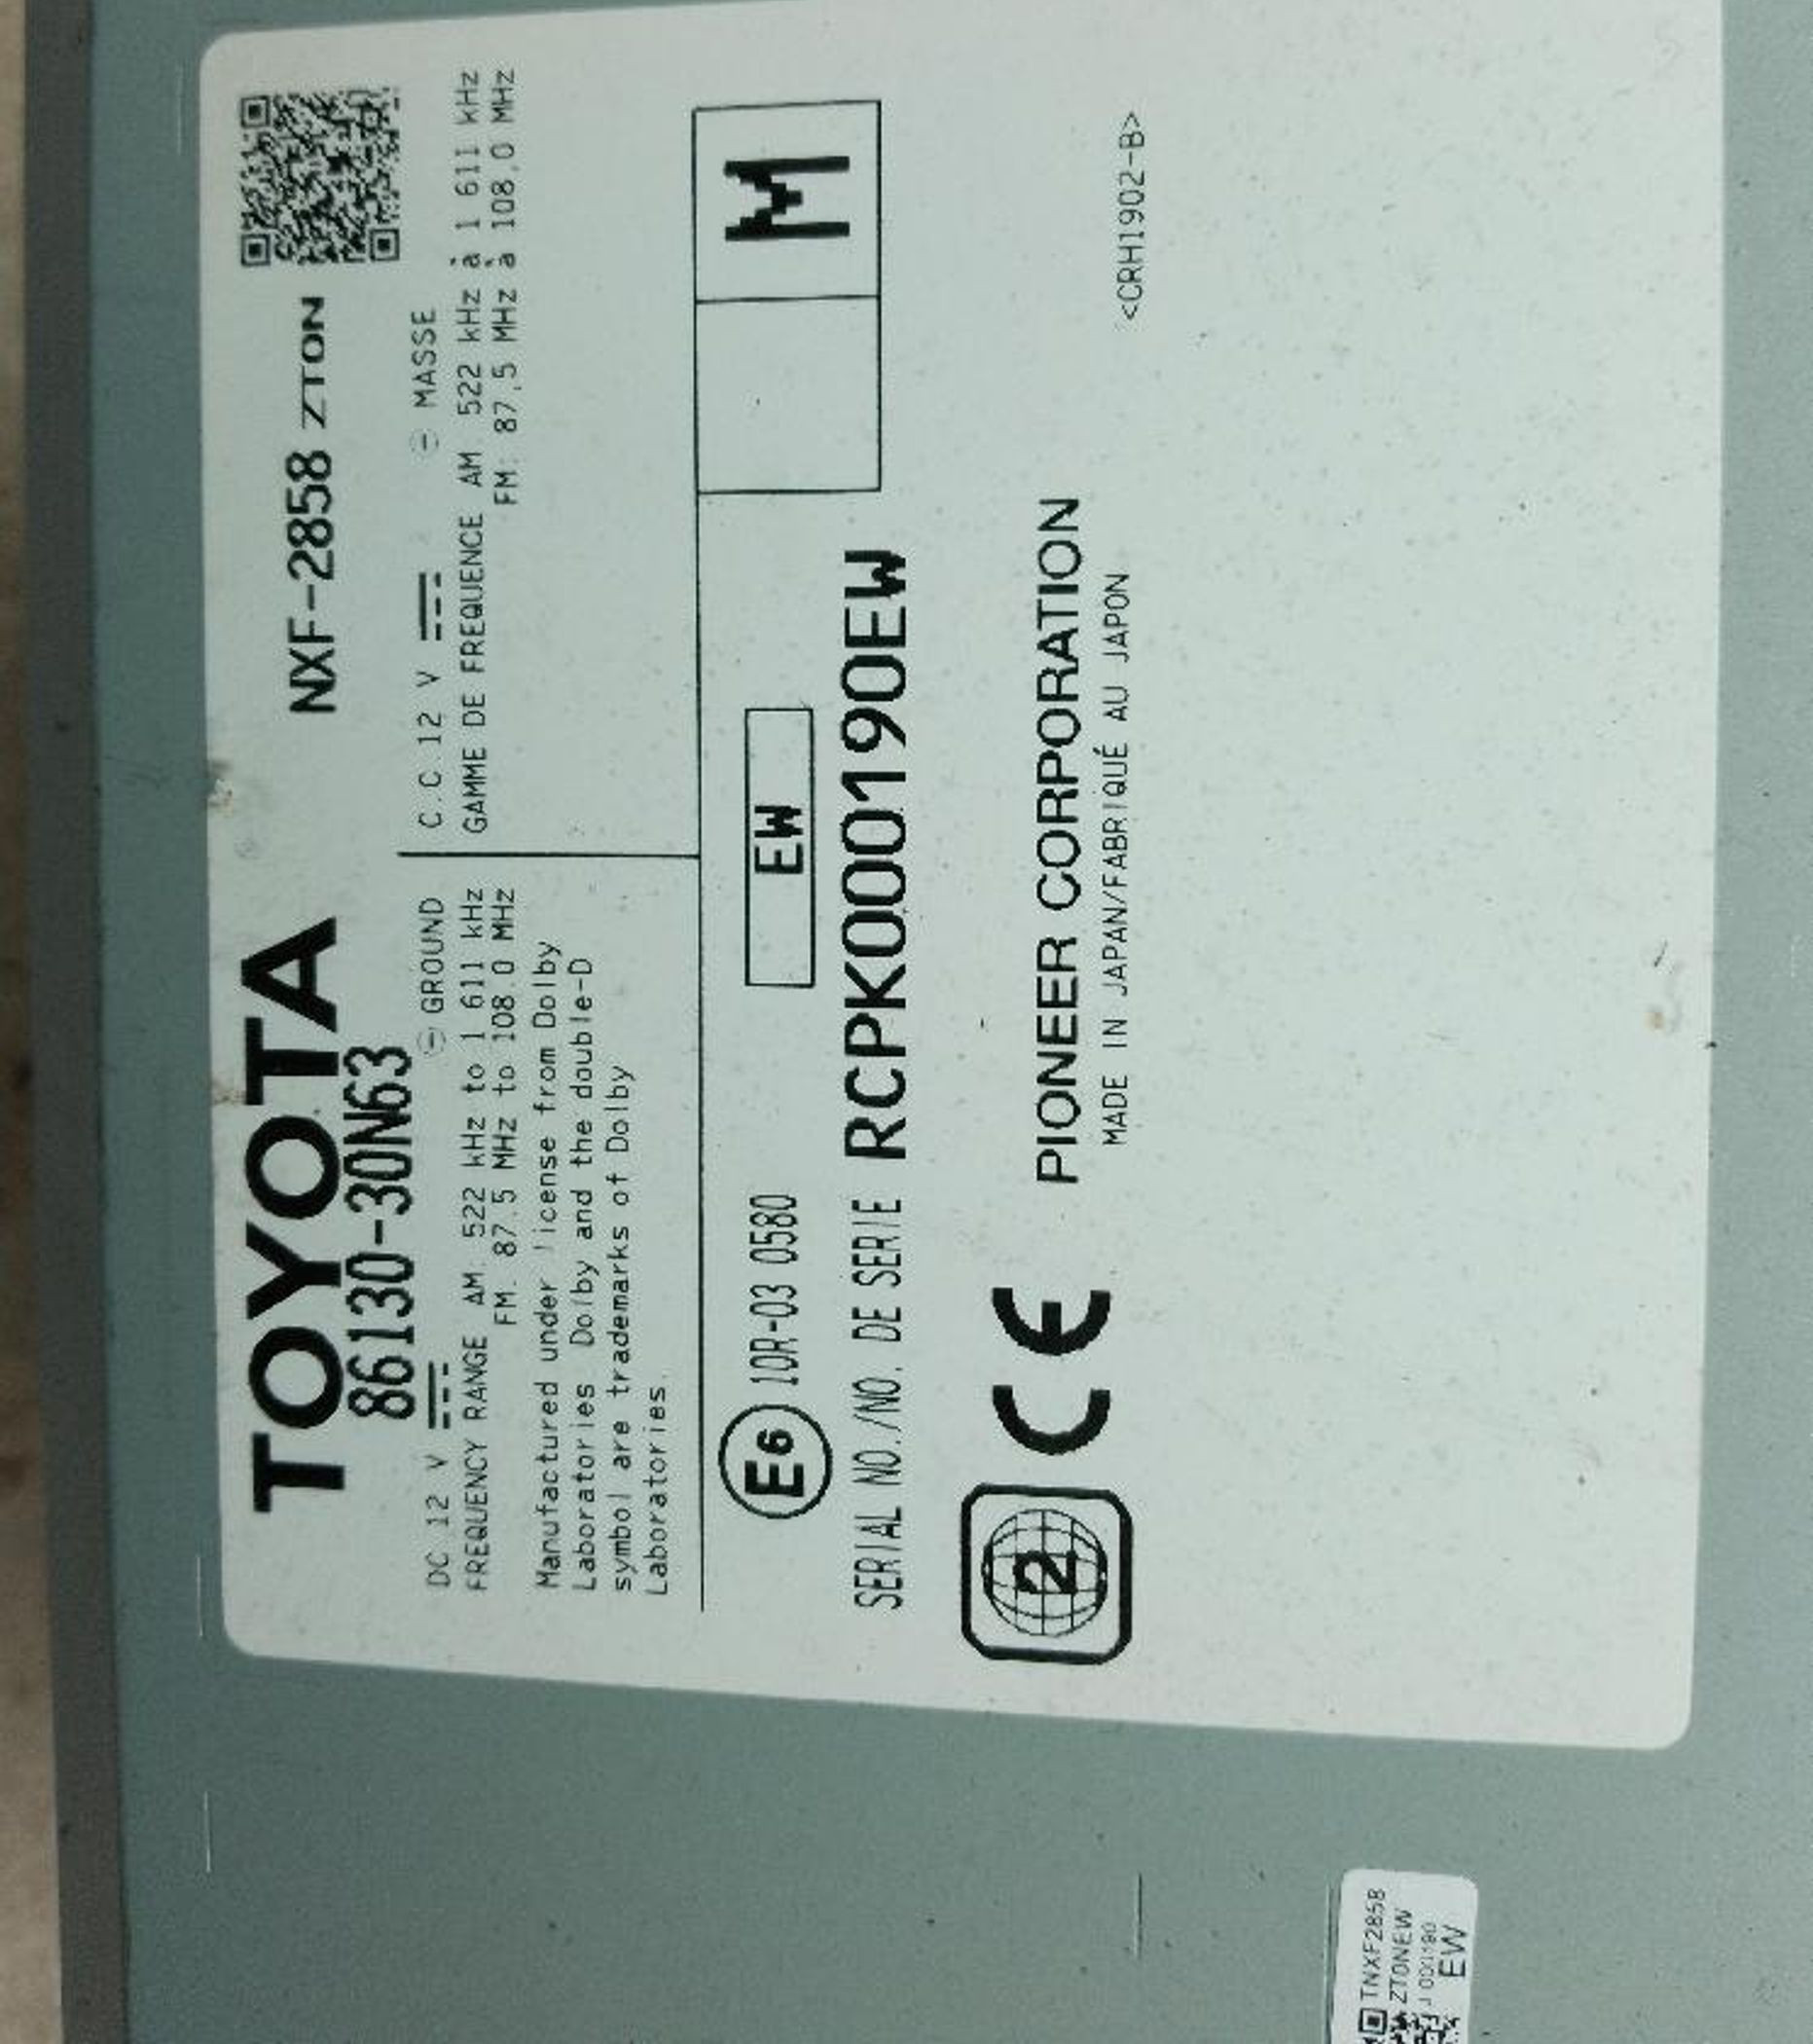 TOYOTA
86130-30N63
NXF-2858 ZTON
DC 12 V ⊖ GROUND
FREQUENCY RANGE AM. 522 kHz to 1 611 kHz
FM. 87.5 MHz to 108.0 MHz
Manufactured under license from Dolby
Laboratories. Dolby and the double-D
symbol are trademarks of Dolby
Laboratories.
C.C.12 V ⊖ MASSE
GAMME DE FREQUENCE AM. 522 kHz à 1 611 kHz
FM. 87,5 MHz à 108,0 MHz
E6 10R-03 0580
EW
M
SERIAL NO./NO. DE SERIE RCPK000190EW
2
CE
PIONEER CORPORATION
MADE IN JAPAN/FABRIQUÉ AU JAPON
<CRH1902-B>
TNXF2858
ZTONEW
EW